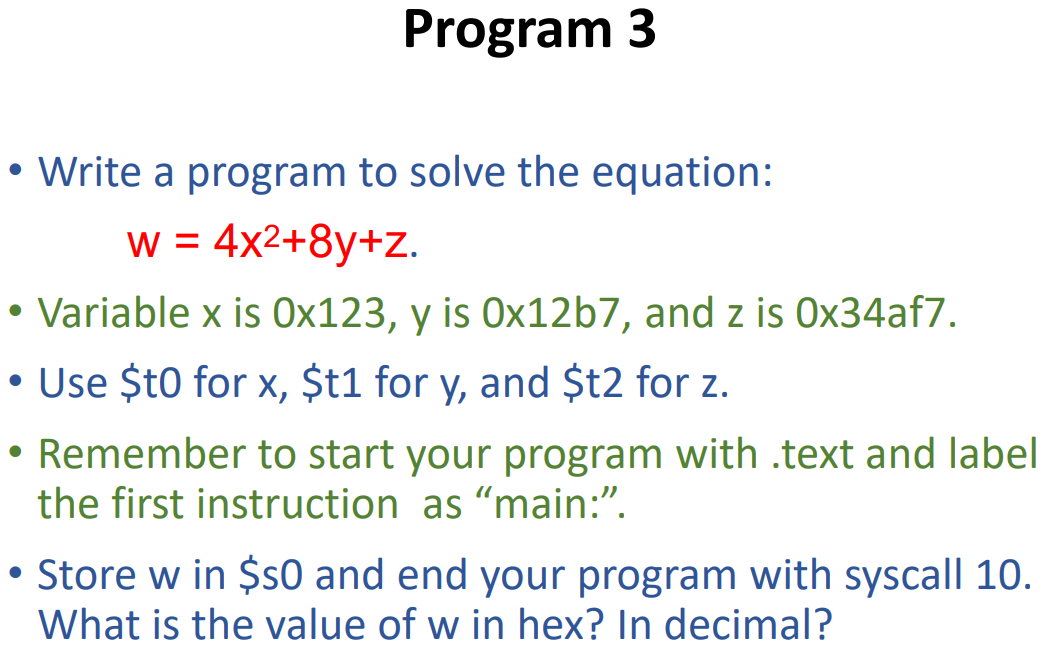 Program 3
• Write a program to solve the equation:
w = 4x²+8y+z.
• Variable x is 0x123, y is 0x12b7, and z is 0x34af7.
• Use $t0 for x, $t1 for y, and $t2 for z.
• Remember to start your program with .text and label
the first instruction  as “main:”.
• Store w in $s0 and end your program with syscall 10.
What is the value of w in hex? In decimal?